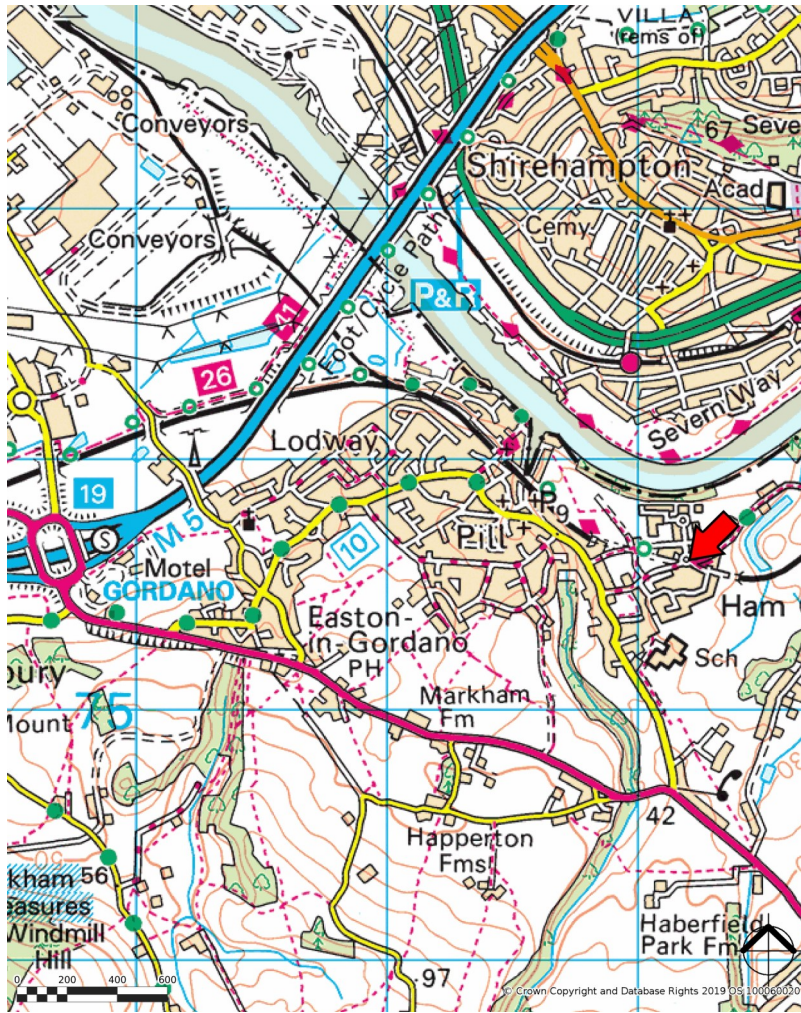 VILLA
(rems of)
Conveyors
67 Seve
Shirehampton
Acad
Cemy
Conveyors
P&R
Foot/Cycle Path
41
26
Severn Way
Lodway
19
P
9
S
M 5
Pill
10
Motel
GORDANO
Ham
Easton-
in-Gordano
PH
Sch
bury
Markham
Fm
Mount
75
42
Happerton
Fms
kham 56
easures
Windmill
Hill
Haberfield
Park Fm
97
0 200 400 600
© Crown Copyright and Database Rights 2019 OS 100060020